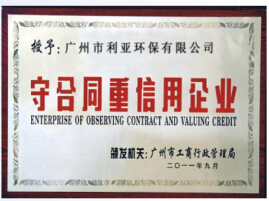 授予：广州市利亚环保有限公司
守合同重信用企业
ENTERPRISE OF OBSERVING CONTRACT AND VALUING CREDIT
颁发机关：广州市工商行政管理局
二〇一一年九月